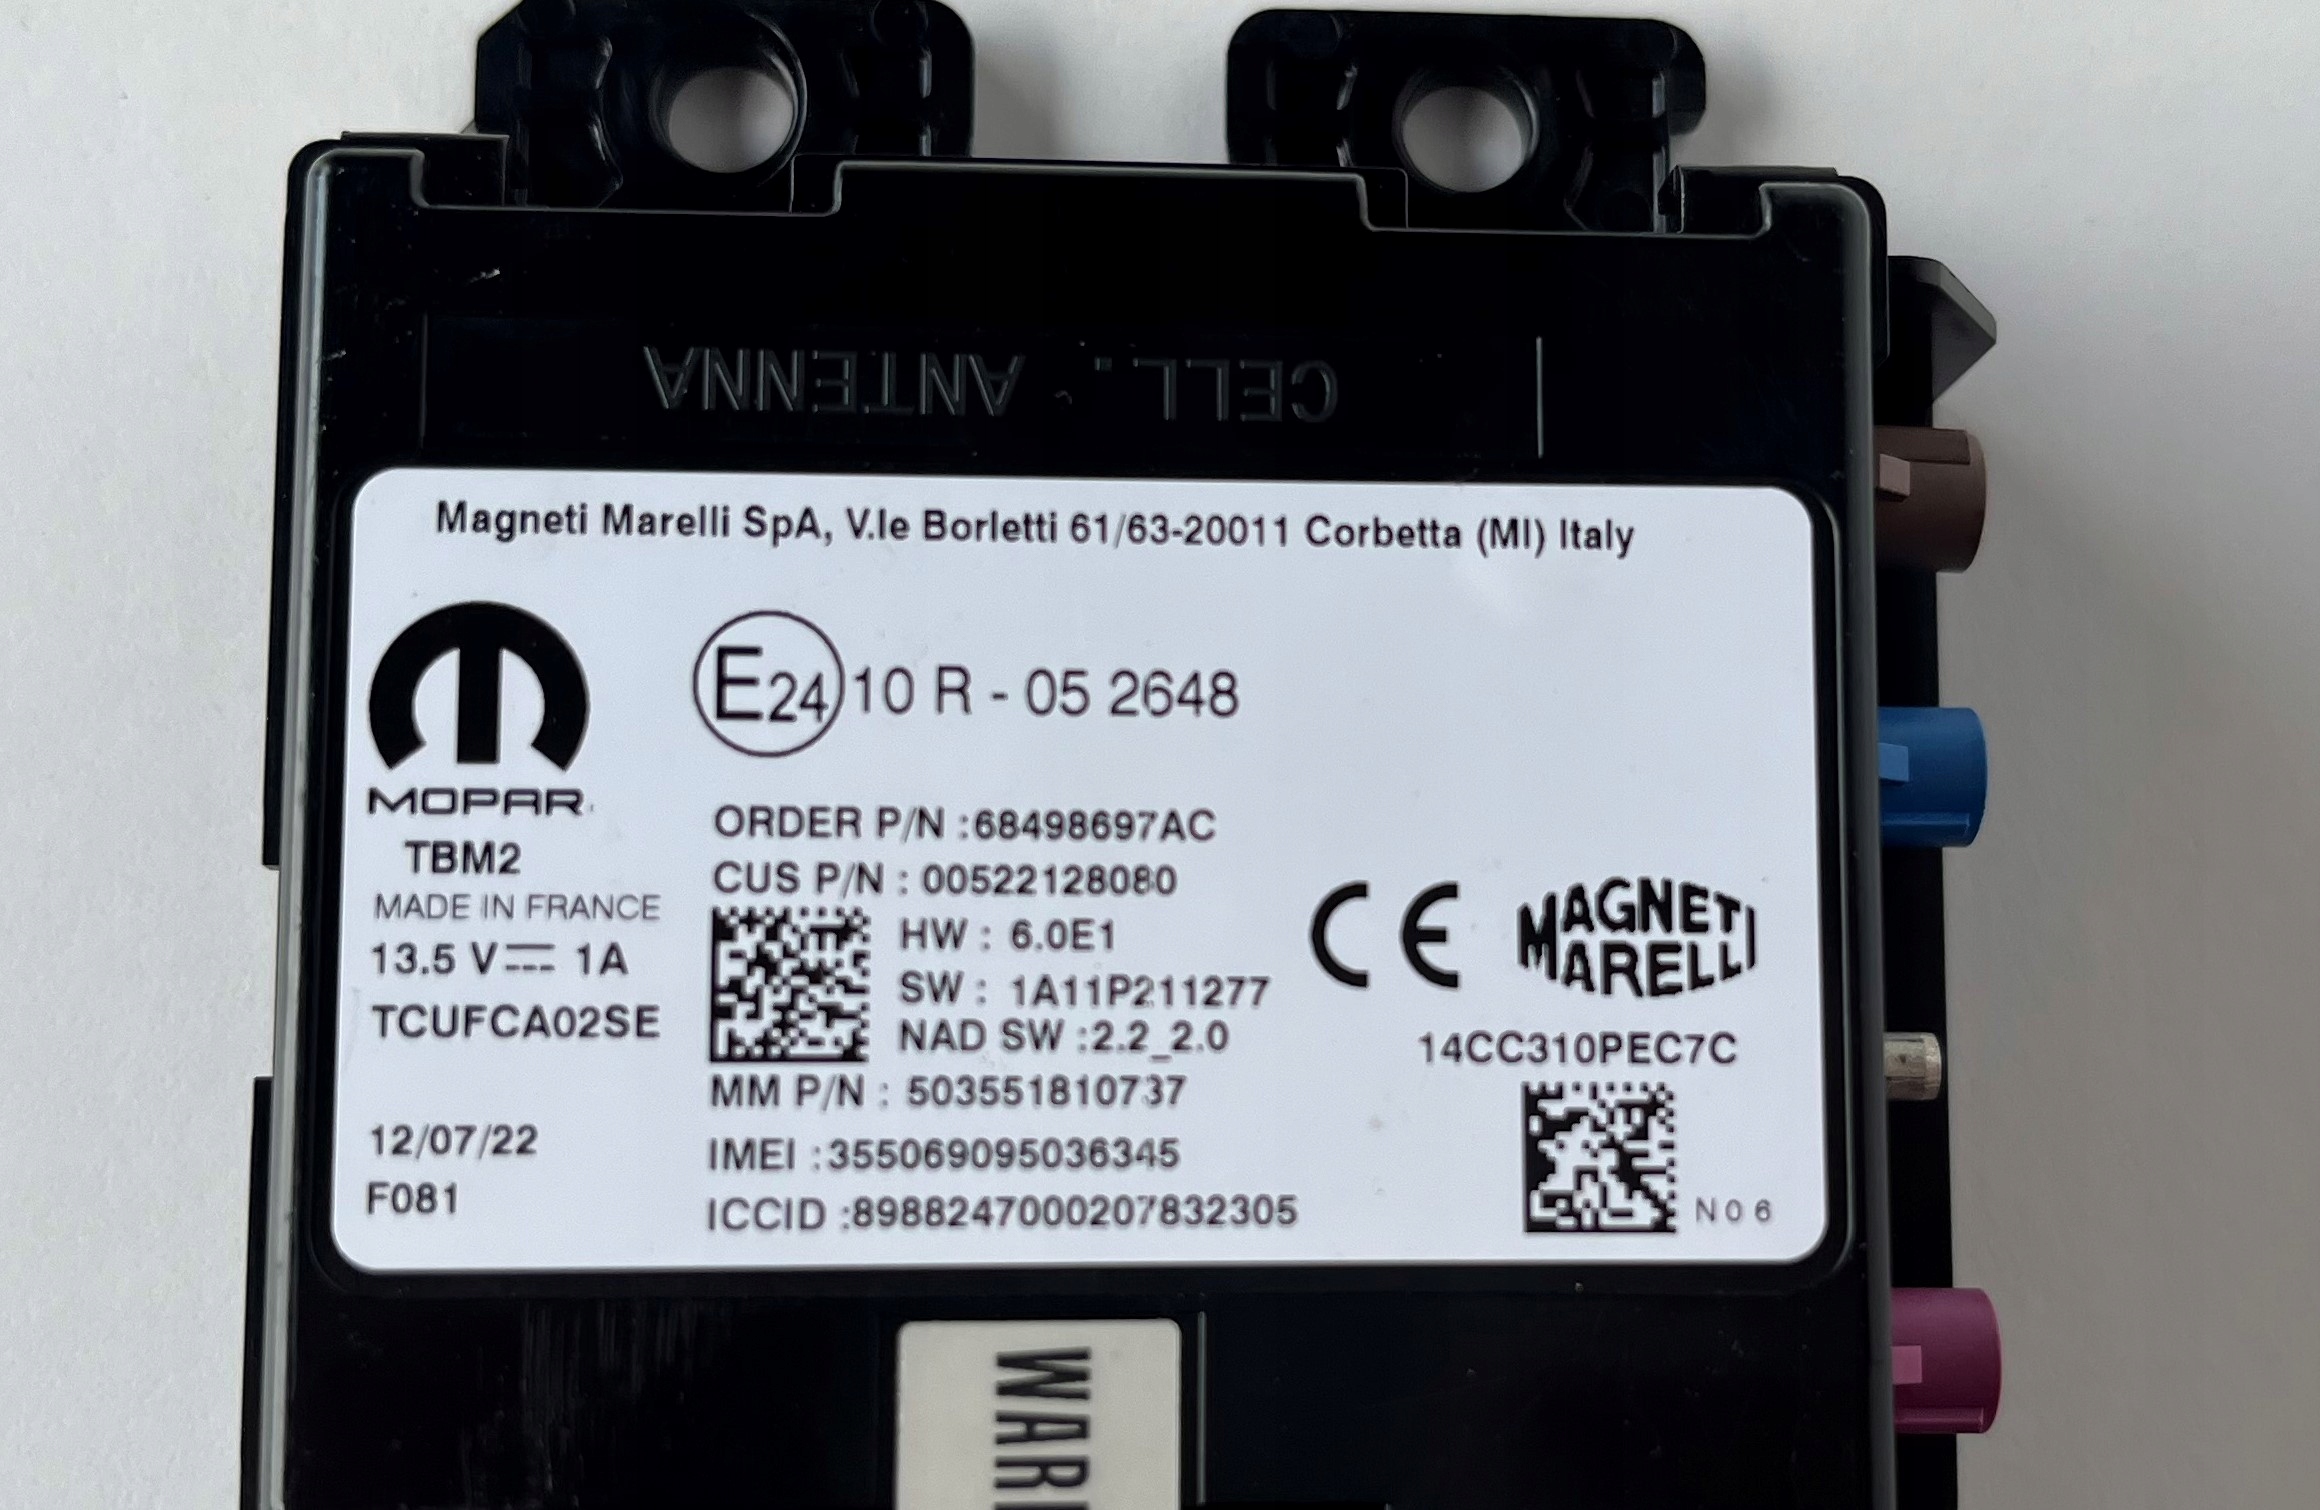 CELL. ANTENNA
Magneti Marelli SpA, V.le Borletti 61/63-20011 Corbetta (MI) Italy
E24 10 R - 05 2648
MOPAR
TBM2
MADE IN FRANCE
13.5 V 1A
TCUFCA02SE
12/07/22
F081
ORDER P/N :68498697AC
CUS P/N : 00522128080
HW : 6.0E1
SW : 1A11P211277
NAD SW :2.2_2.0
MM P/N : 503551810737
IMEI :355069095036345
ICCID :8988247000207832305
CE
MAGNETI
MARELLI
14CC310PEC7C
N06